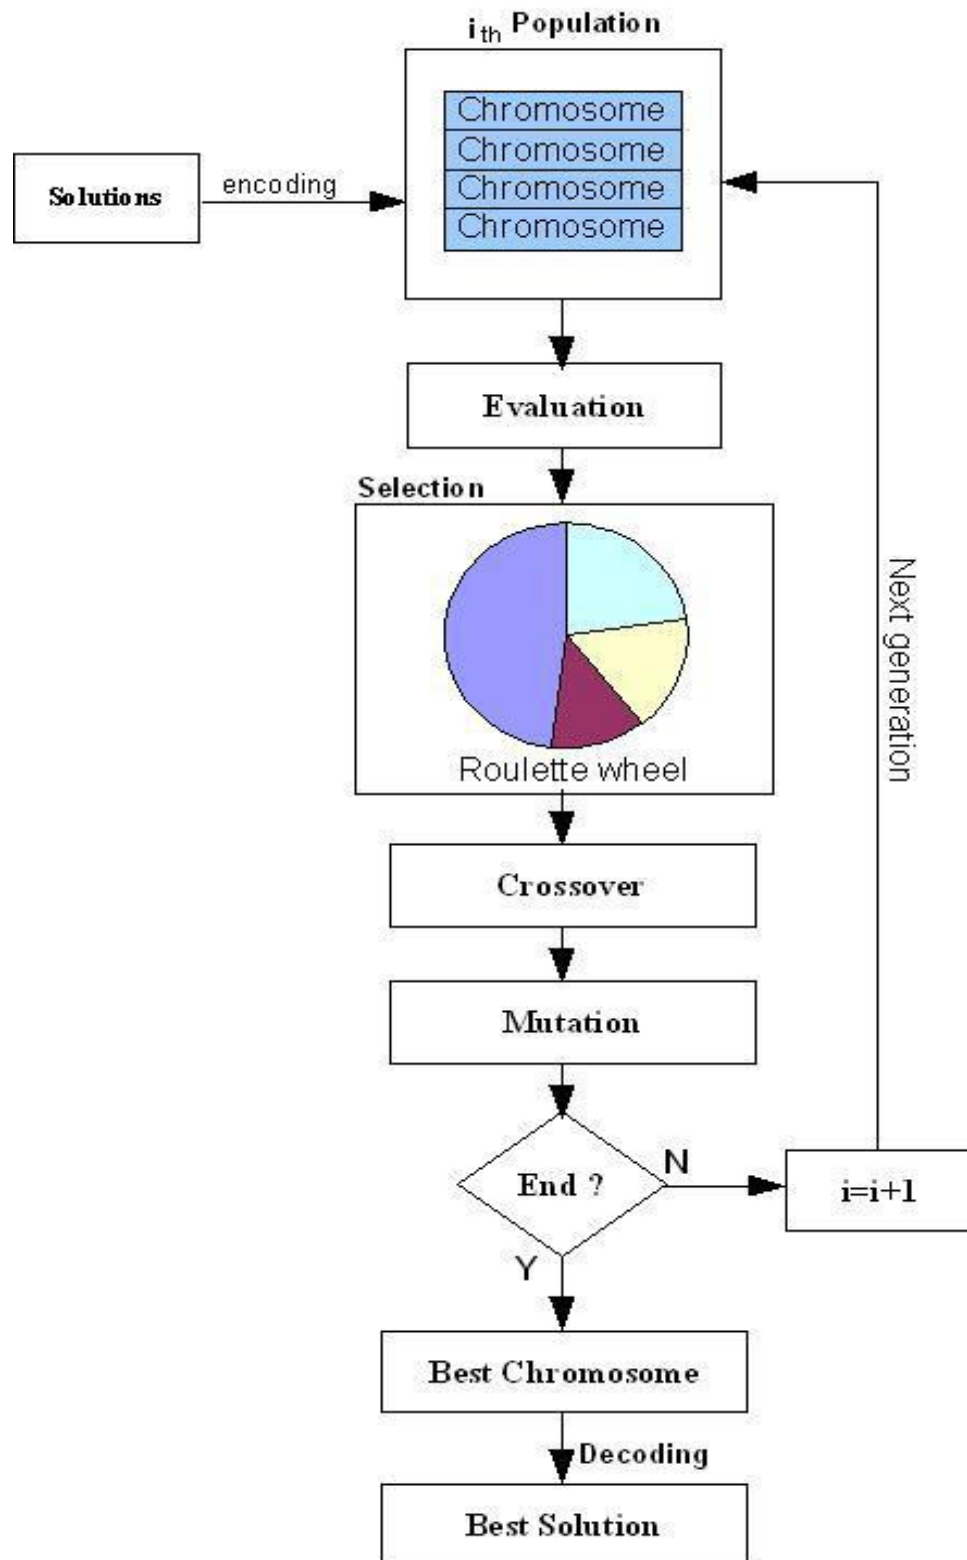 i th Population
Chromosome
Chromosome
Chromosome
Chromosome
Solutions
encoding
Evaluation
Selection
Roulette wheel
Next generation
Crossover
Mutation
End ?
N
i=i+1
Y
Best Chromosome
Decoding
Best Solution